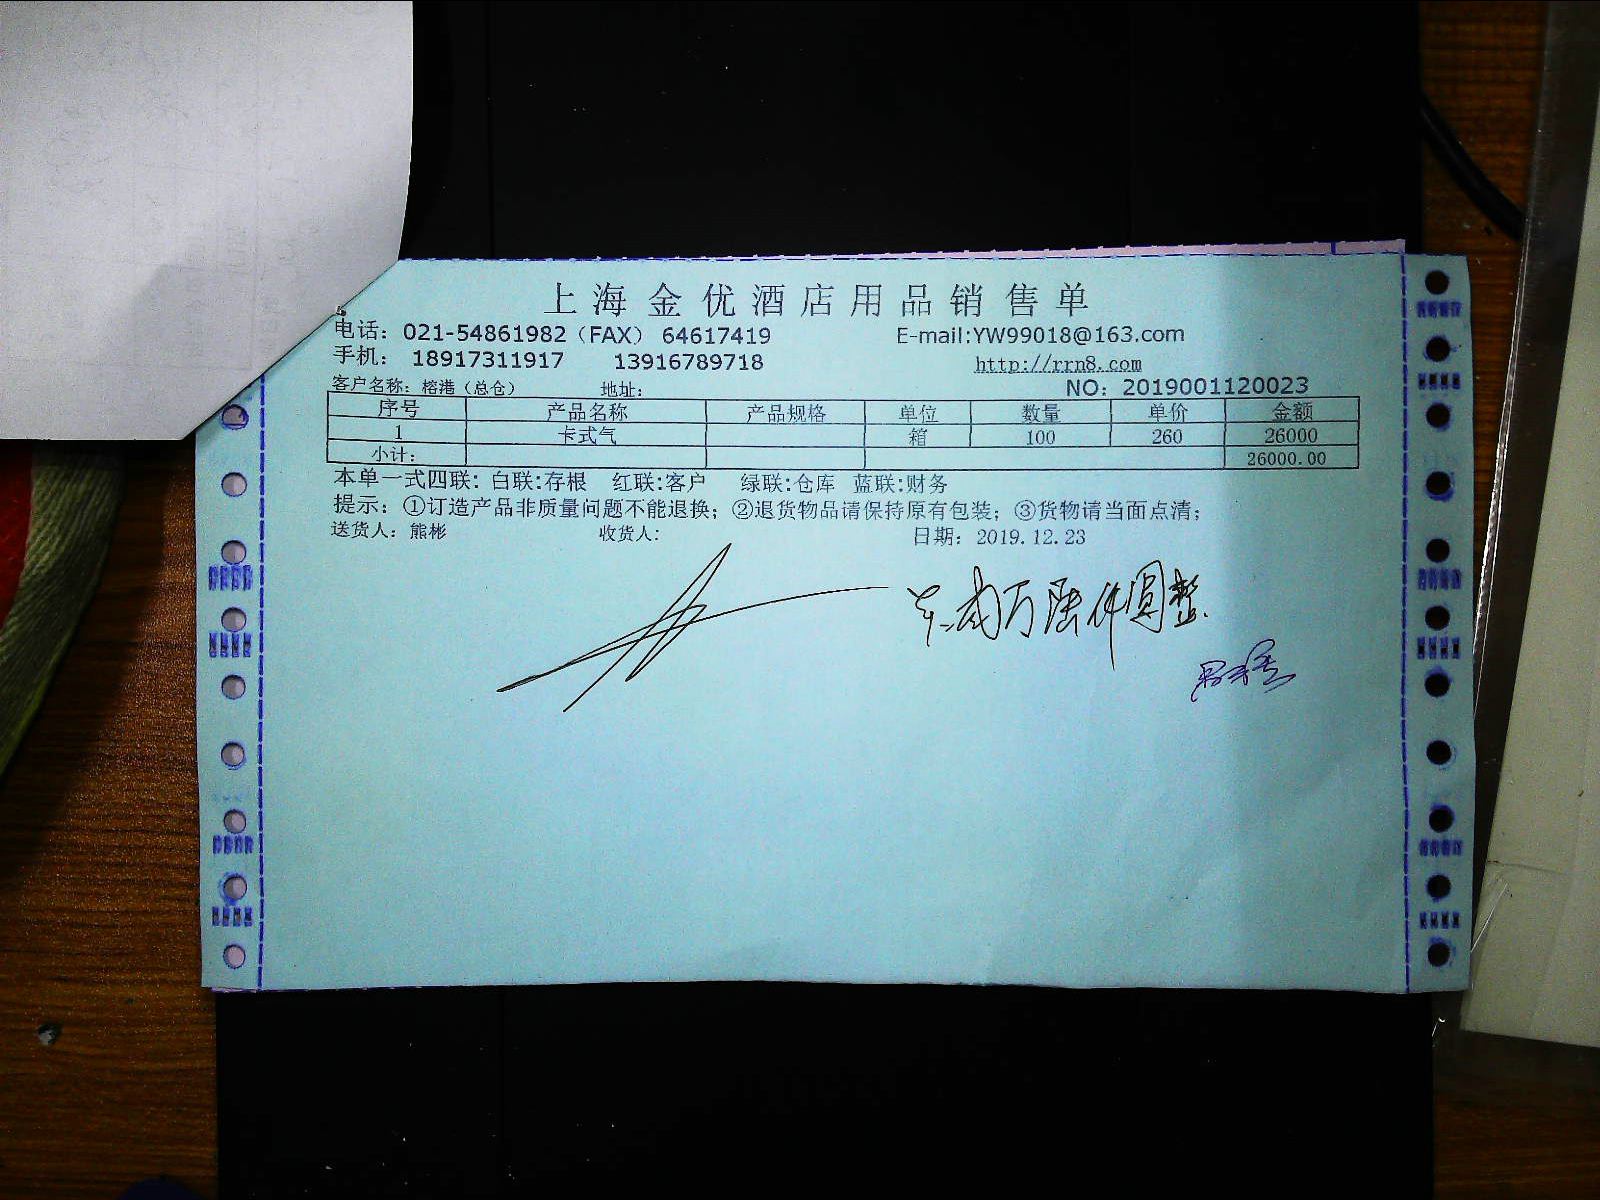 上海金优酒店用品销售单
电话：021-54861982（FAX） 64617419 E-mail:YW99018@163.com
手机： 18917311917 13916789718 http://rrn8.com
客户名称：榕港（总仓） 地址： NO：2019001120023
序号 产品名称 产品规格 单位 数量 单价 金额
1 卡式气 箱 100 260 26000
小计： 26000.00
本单一式四联：白联:存根 红联:客户 绿联:仓库 蓝联:财务
提示：①订造产品非质量问题不能退换；②退货物品请保持原有包装；③货物请当面点清；
送货人：熊彬 收货人： 日期：2019.12.23
万陆仟圆整